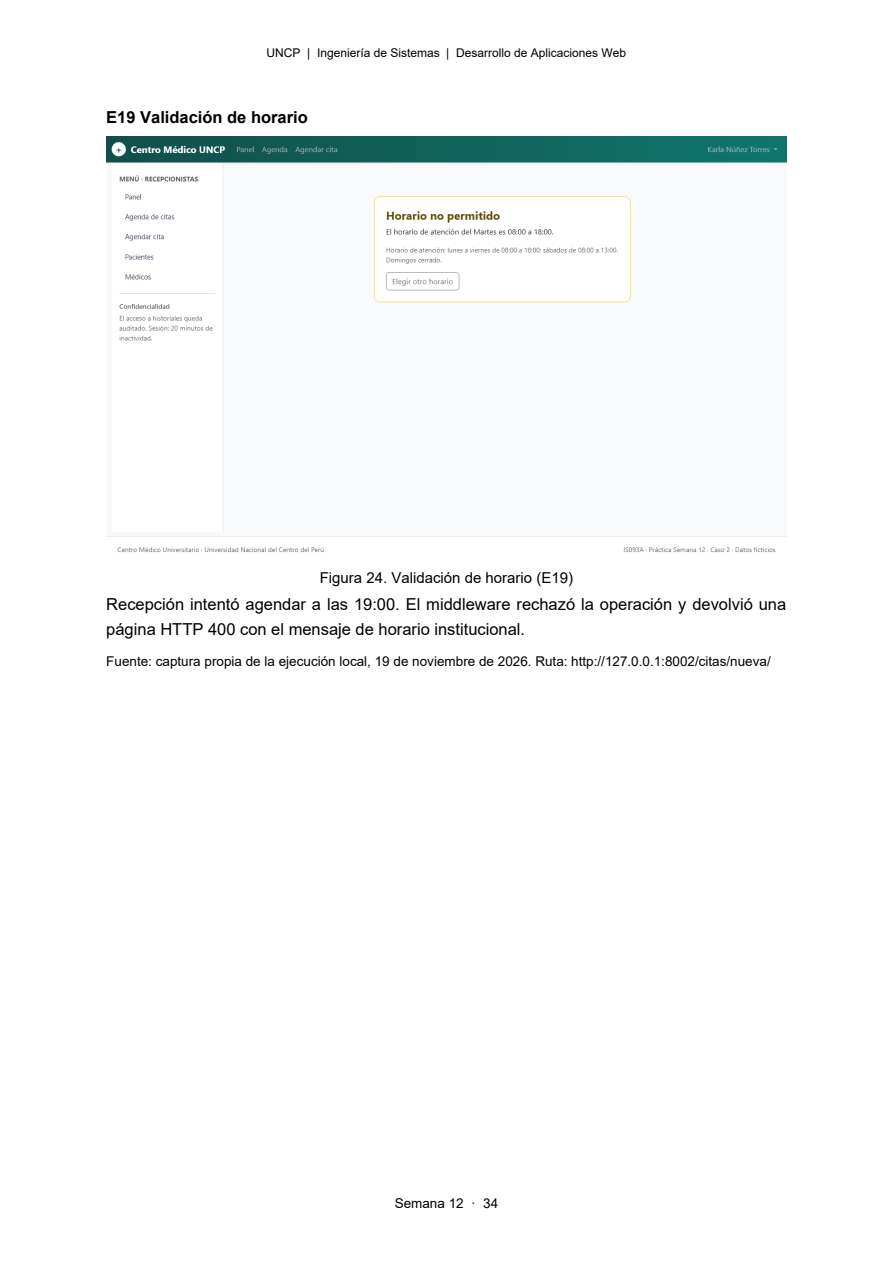 UNCP | Ingeniería de Sistemas | Desarrollo de Aplicaciones Web
E19 Validación de horario
+ Centro Médico UNCP Panel Agenda Agendar cita Karla Núñez Torres
MENÚ · RECEPCIONISTAS
Panel
Agenda de citas
Agendar cita
Pacientes
Médicos
Confidencialidad
El acceso a historiales queda
auditado. Sesión: 20 minutos de
inactividad.
Horario no permitido
El horario de atención del Martes es 08:00 a 18:00.
Horario de atención: lunes a viernes de 08:00 a 18:00; sábados de 08:00 a 13:00.
Domingos cerrado.
Elegir otro horario
Centro Médico Universitario · Universidad Nacional del Centro del Perú IS093A · Práctica Semana 12 · Caso 2 · Datos ficticios
Figura 24. Validación de horario (E19)
Recepción intentó agendar a las 19:00. El middleware rechazó la operación y devolvió una
página HTTP 400 con el mensaje de horario institucional.
Fuente: captura propia de la ejecución local, 19 de noviembre de 2026. Ruta: http://127.0.0.1:8002/citas/nueva/
Semana 12 · 34